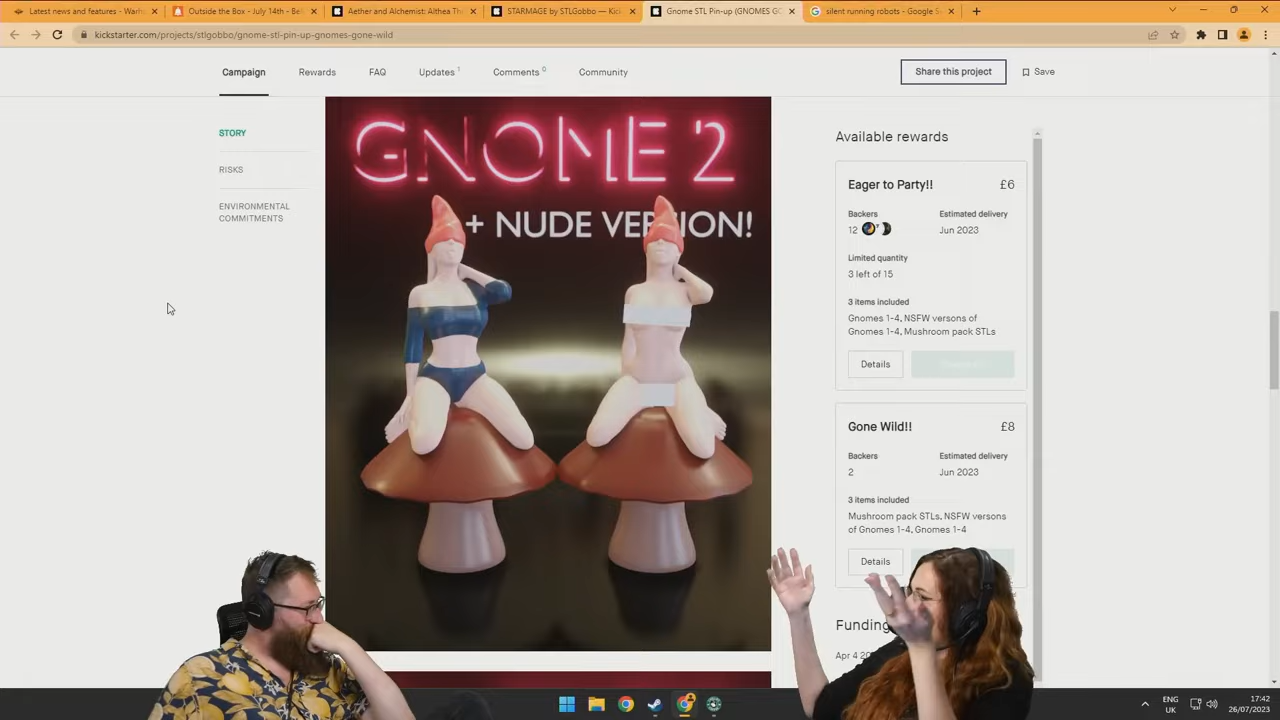 Latest news and features - Warh
Outside the Box - July 14th – Bel
Aether and Alchemist: Althea Th
STARMAGE by STLGobbo — Kick
Gnome STL Pin-up (GNOMES GO
silent running robots - Google Se
kickstarter.com/projects/stlgobbo/gnome-stl-pin-up-gnomes-gone-wild
Campaign Rewards FAQ Updates 1 Comments 0 Community Share this project Save
STORY
RISKS
ENVIRONMENTAL
COMMITMENTS
GNOME 2
+ NUDE VERSION!
Available rewards
Eager to Party!! £6
Backers Estimated delivery
12 Jun 2023
Limited quantity
3 left of 15
3 items included
Gnomes 1-4, NSFW versons of
Gnomes 1-4, Mushroom pack STLs
Details
Gone Wild!! £8
Backers Estimated delivery
2 Jun 2023
3 items included
Mushroom pack STLs, NSFW versons
of Gnomes 1-4, Gnomes 1-4
Details
Funding
Apr 4 20
ENG
UK
17:42
26/07/2023